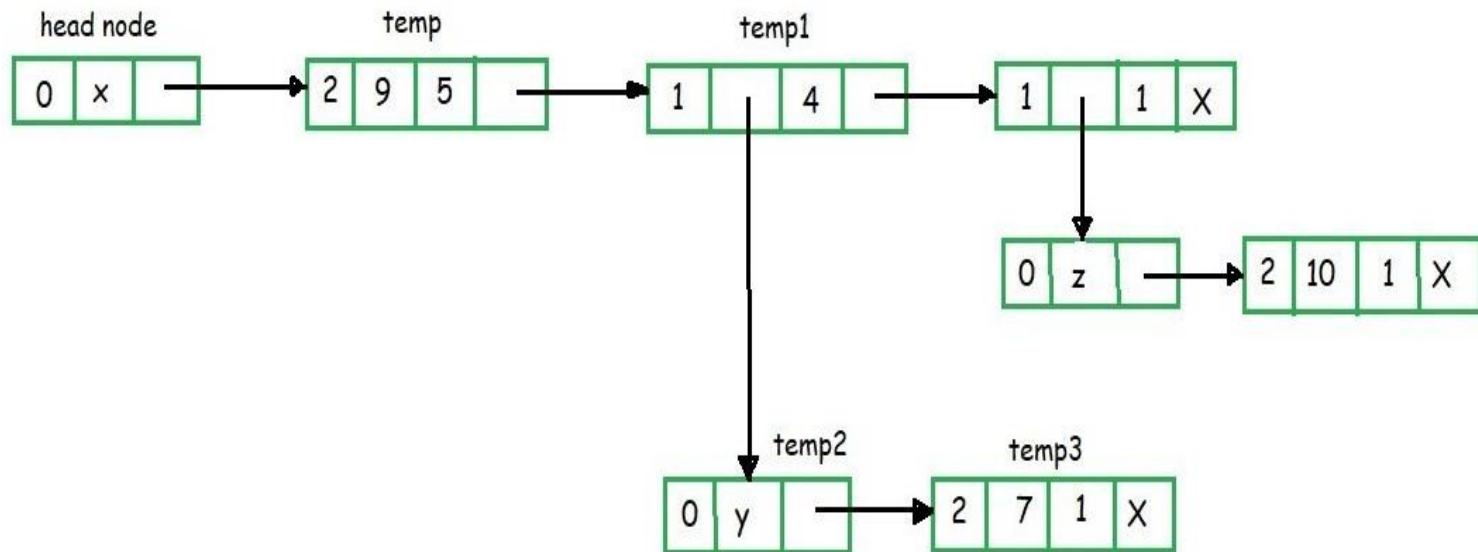 head node temp temp1
0 x 2 9 5 1 4 1 1 X
0 z 2 10 1 X
temp2 temp3
0 y 2 7 1 X